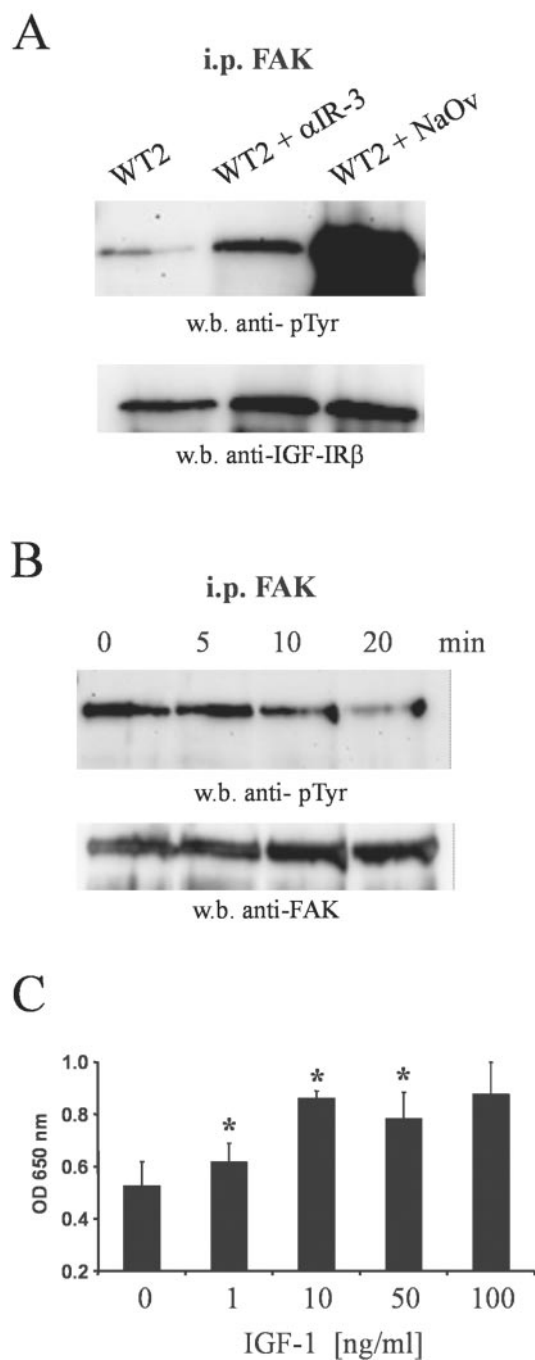 A
i.p. FAK
WT2 WT2 + αIR-3 WT2 + NaOv
w.b. anti- pTyr
w.b. anti-IGF-IRβ
B
i.p. FAK
0 5 10 20 min
w.b. anti- pTyr
w.b. anti-FAK
C
1.0
0.8
0.6
0.4
0.2
OD 650 nm
* * *
0 1 10 50 100
IGF-1 [ng/ml]